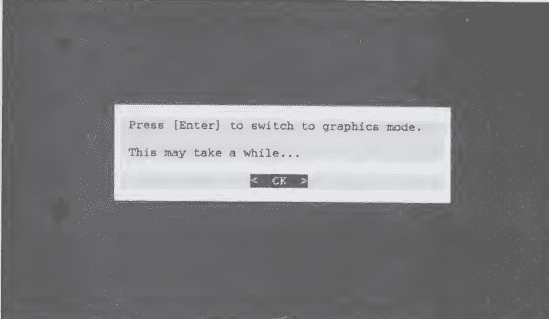 Press [Enter] to switch to graphics mode.
This may take a while...
< OK >